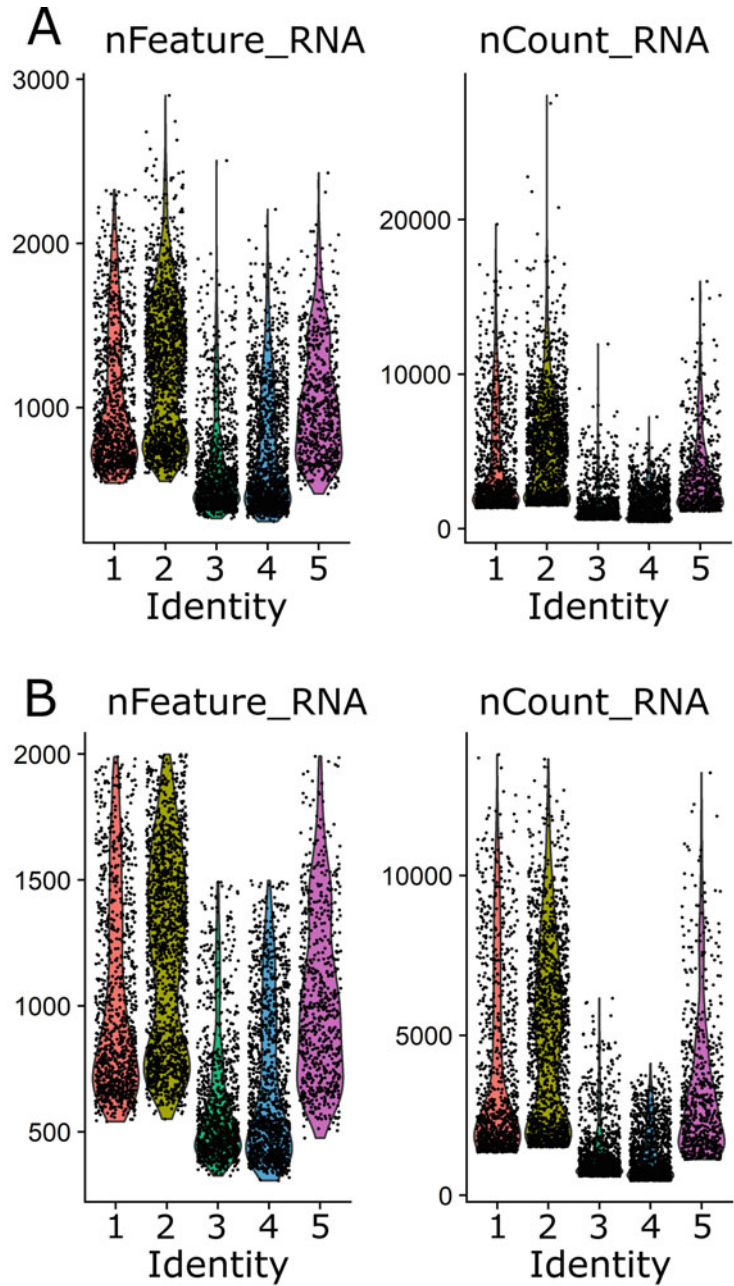 A
nFeature_RNA nCount_RNA
3000
2000
1000
20000
10000
0
1 2 3 4 5 1 2 3 4 5
Identity Identity
B
nFeature_RNA nCount_RNA
2000
1500
1000
500
10000
5000
0
1 2 3 4 5 1 2 3 4 5
Identity Identity